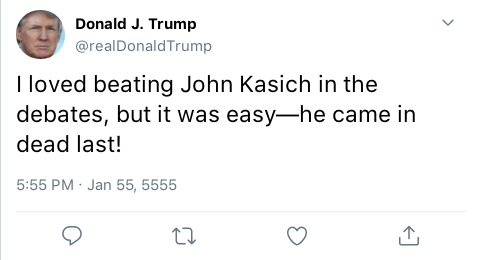 Donald J. Trump
@realDonaldTrump
I loved beating John Kasich in the
debates, but it was easy—he came in
dead last!
5:55 PM · Jan 55, 5555